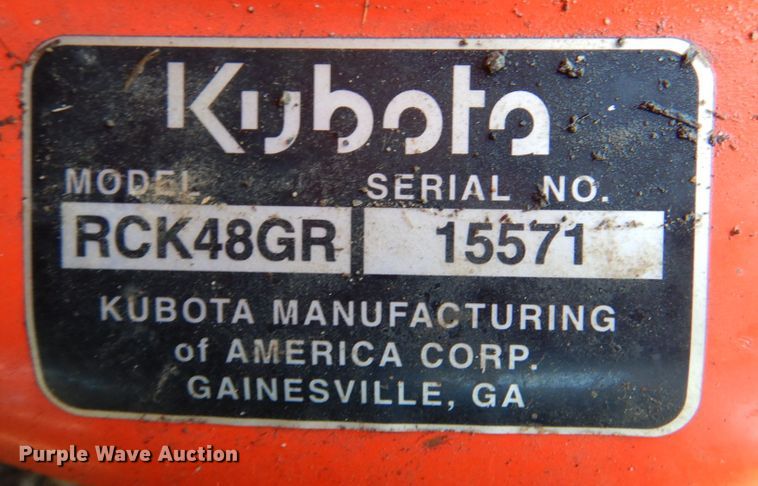 Kubota
MODEL SERIAL NO.
RCK48GR 15571
KUBOTA MANUFACTURING
of AMERICA CORP.
GAINESVILLE, GA
Purple Wave Auction